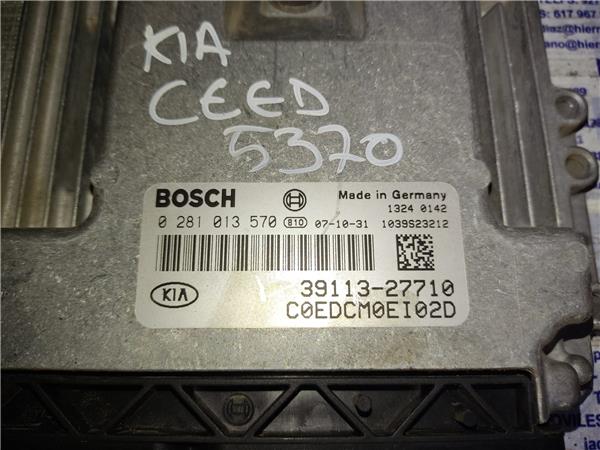 KIA
CEED
5370
BOSCH
Made in Germany
1324 0142
0 281 013 570 810 07-10-31 1039S23212
KIA
39113-27710
C0EDCM0EI02D